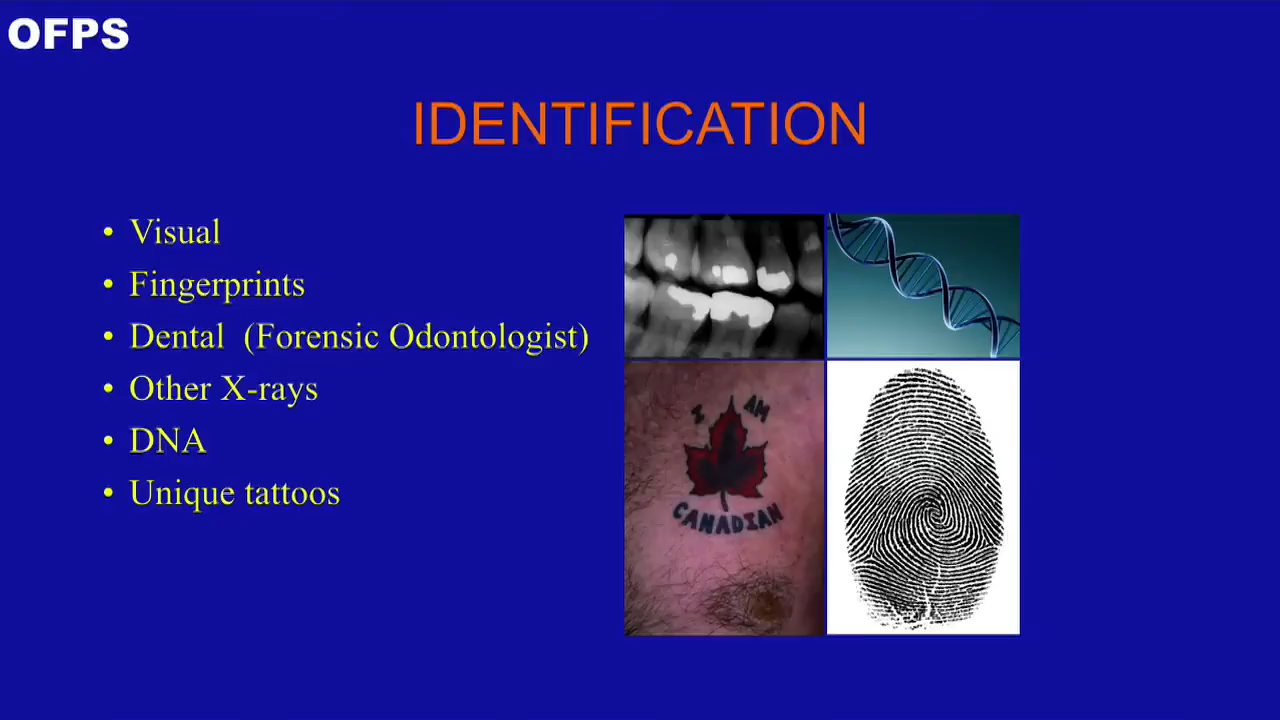 OFPS
IDENTIFICATION
• Visual
• Fingerprints
• Dental (Forensic Odontologist)
• Other X-rays
• DNA
• Unique tattoos
I AM
CANADIAN